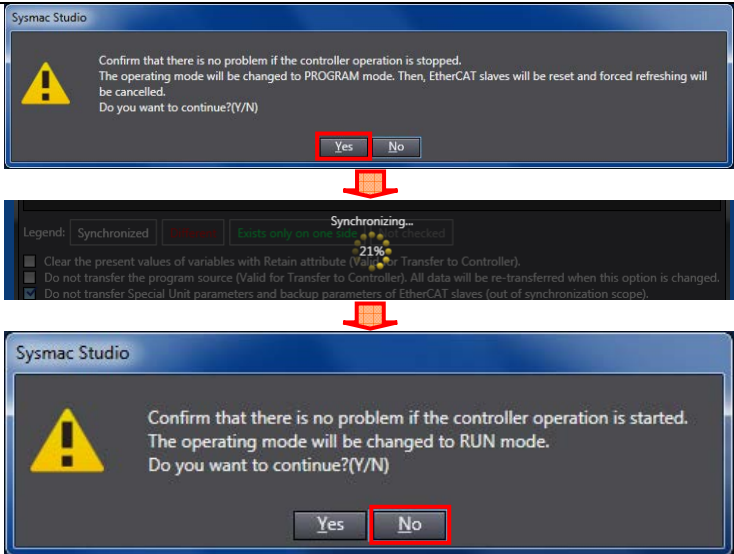 Sysmac Studio
Confirm that there is no problem if the controller operation is stopped.
The operating mode will be changed to PROGRAM mode. Then, EtherCAT slaves will be reset and forced refreshing will
be cancelled.
Do you want to continue?(Y/N)
Yes No
Synchronizing...
Legend: Synchronized Exists only on one side Not checked
21%
Clear the present values of variables with Retain attribute (Valid for Transfer to Controller).
Do not transfer the program source (Valid for Transfer to Controller). All data will be re-transferred when this option is changed.
Do not transfer Special Unit parameters and backup parameters of EtherCAT slaves (out of synchronization scope).
Sysmac Studio
Confirm that there is no problem if the controller operation is started.
The operating mode will be changed to RUN mode.
Do you want to continue?(Y/N)
Yes No